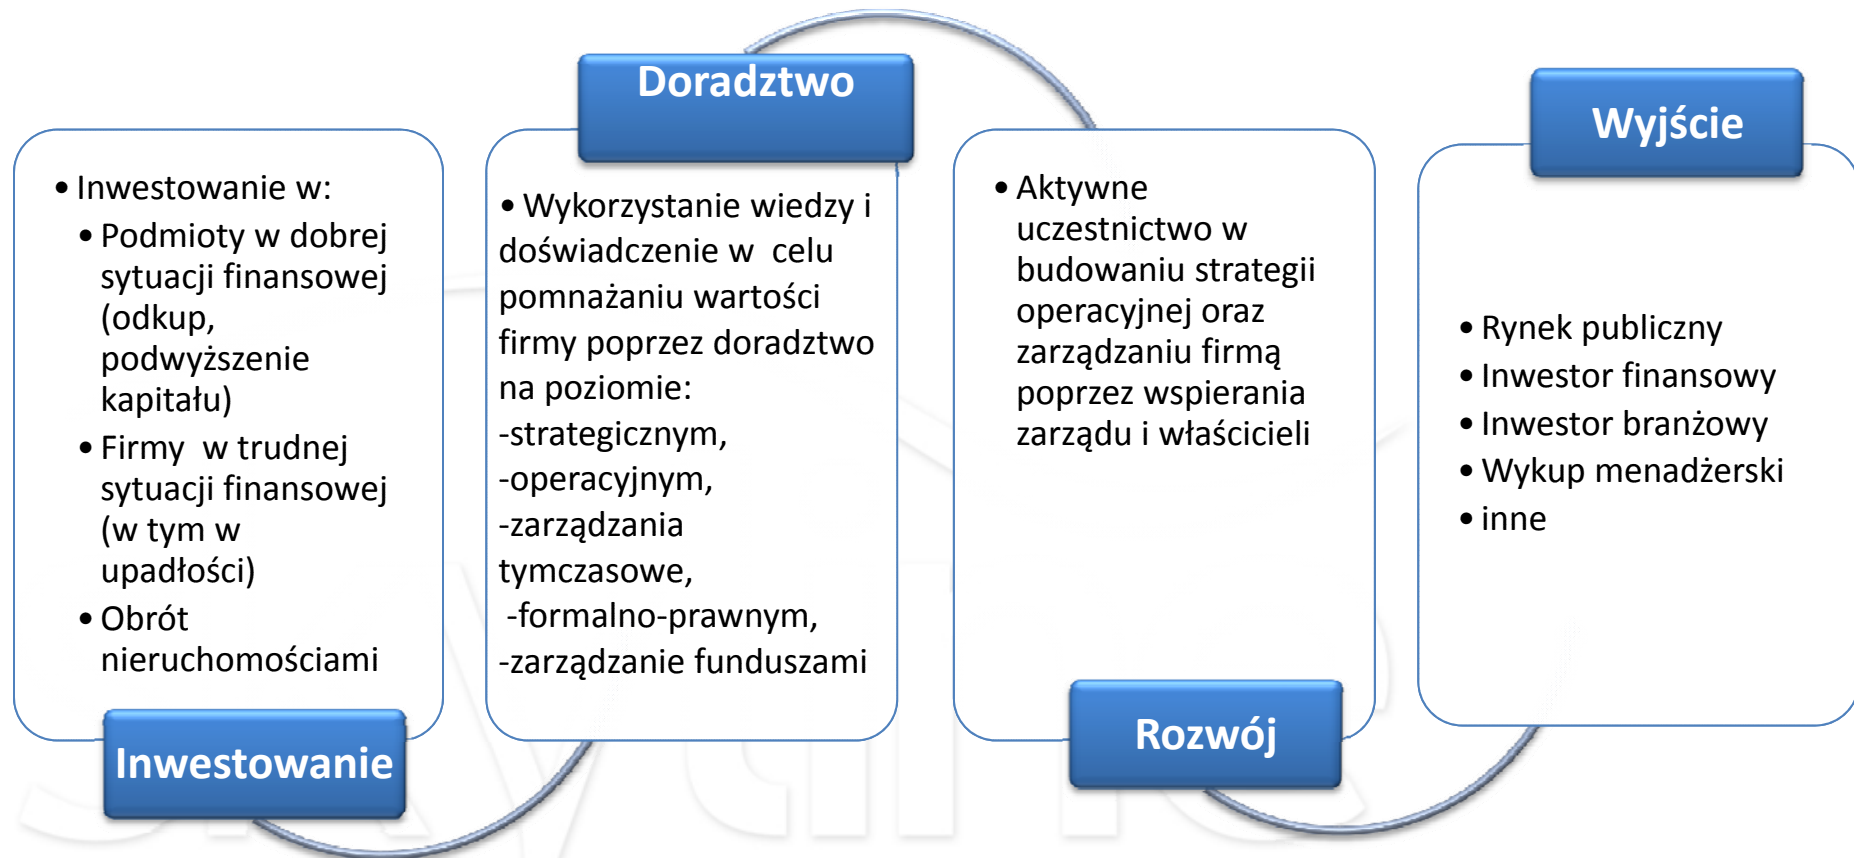 • Inwestowanie w:
• Podmioty w dobrej
sytuacji finansowej
(odkup,
podwyższenie
kapitału)
• Firmy w trudnej
sytuacji finansowej
(w tym w
upadłości)
• Obrót
nieruchomościami
Inwestowanie
Doradztwo
• Wykorzystanie wiedzy i
doświadczenie w celu
pomnażaniu wartości
firmy poprzez doradztwo
na poziomie:
-strategicznym,
-operacyjnym,
-zarządzania
tymczasowe,
-formalno-prawnym,
-zarządzanie funduszami
• Aktywne
uczestnictwo w
budowaniu strategii
operacyjnej oraz
zarządzaniu firmą
poprzez wspierania
zarządu i właścicieli
Rozwój
Wyjście
• Rynek publiczny
• Inwestor finansowy
• Inwestor branżowy
• Wykup menadżerski
• inne